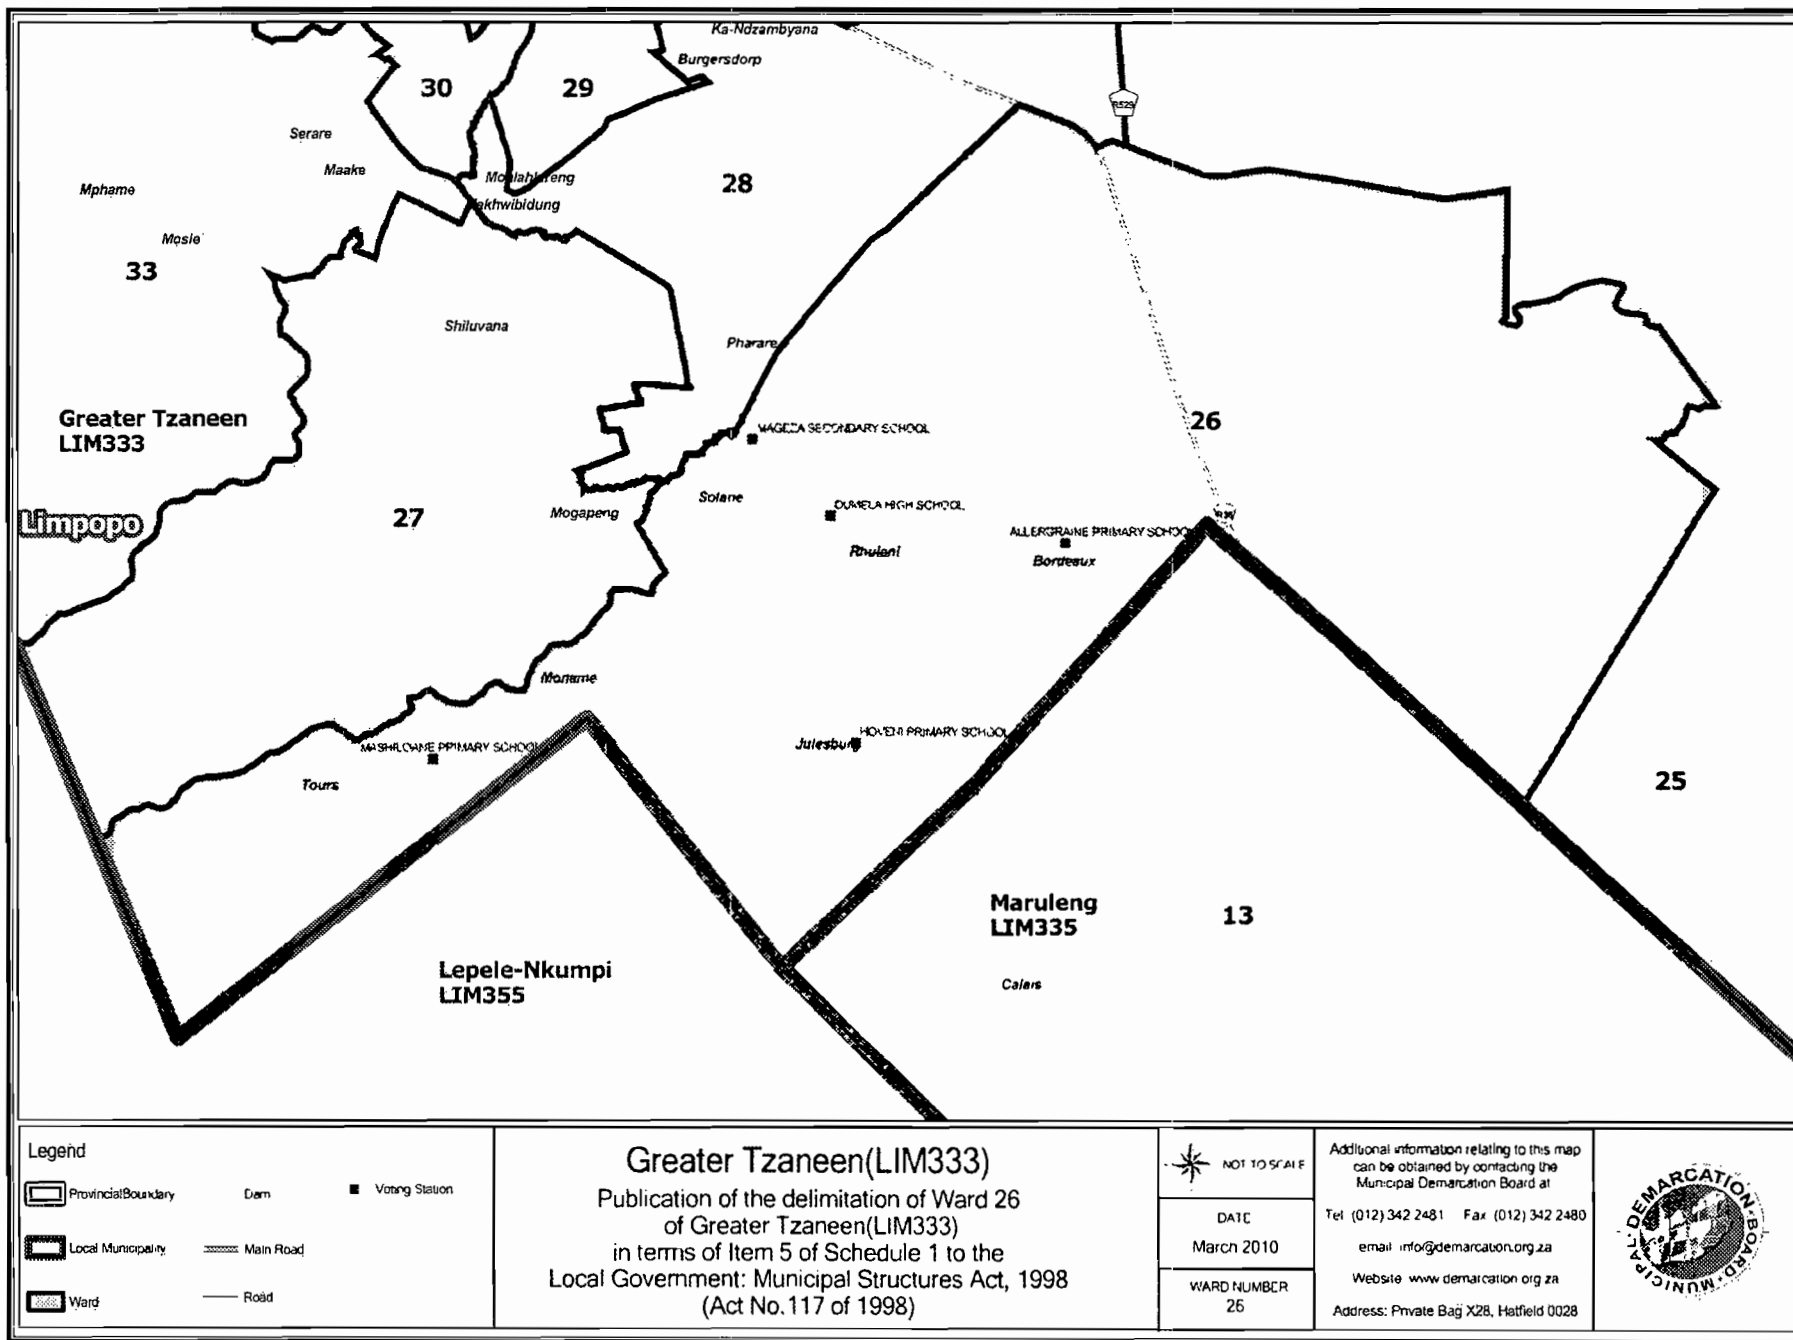 Ka-Ndzambyana
Burgersdorp
30
29
R529
Serare
Maake
28
Mphame
Mosie
33
Shiluvana
Pharare
Greater Tzaneen
LIM333
26
SECONDARY SCHOOL
Solane
HIGH SCHOOL
Limpopo
27
Mogapeng
PRIMARY SCHOOL
Rhulani
Bordeaux
PRIMARY SCHOOL
Julesburg
HOVENI PRIMARY SCHOOL
Tours
25
Maruleng
LIM335
13
Lepele-Nkumpi
LIM355
Calais
Legend
Provincial Boundary
Dam
Voting Station
Local Municipality
Main Road
Ward
Road
Greater Tzaneen(LIM333)
Publication of the delimitation of Ward 26
of Greater Tzaneen(LIM333)
in terms of Item 5 of Schedule 1 to the
Local Government: Municipal Structures Act, 1998
(Act No.117 of 1998)
NOT TO SCALE
DATE
March 2010
WARD NUMBER
26
Additional information relating to this map
can be obtained by contacting the
Municipal Demarcation Board at
Tel (012) 342 2481 Fax (012) 342 2480
email info@demarcation.org.za
Website www demarcation org za
Address: Private Bag X28, Hatfield 0028
MUNICIPAL DEMARCATION BOARD